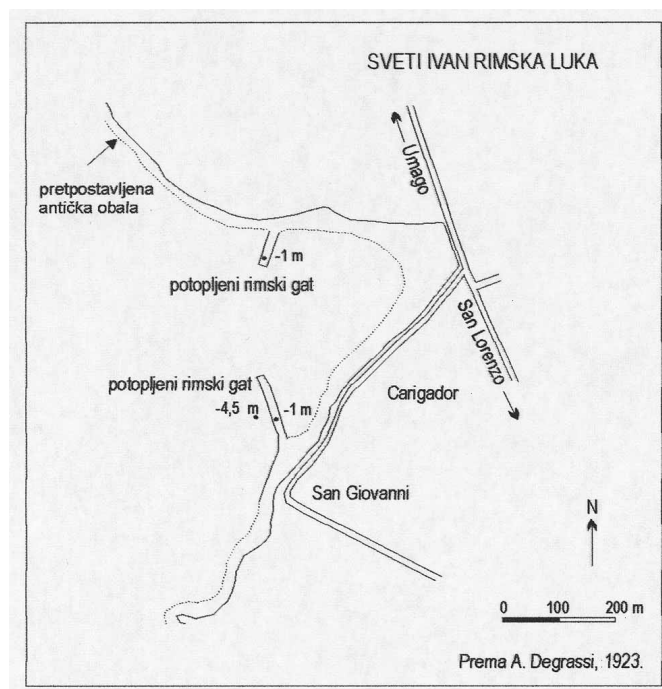 SVETI IVAN RIMSKA LUKA
Umago
pretpostavljena
antička obala
-1 m
potopljeni rimski gat
San Lorenzo
potopljeni rimski gat
-4,5 m
-1 m
Carigador
San Giovanni
N
0 100 200 m
Prema A. Degrassi, 1923.